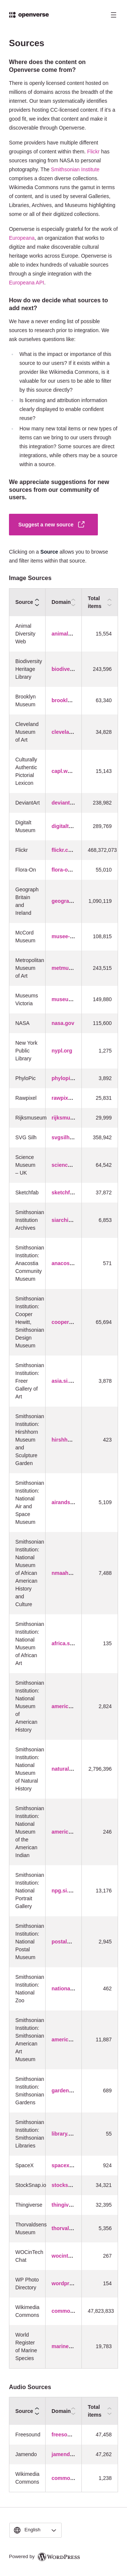 openverse
Sources
Where does the content on
Openverse come from?
There is openly licensed content hosted on
millions of domains across the breadth of
the internet. Our team systematically identifies
providers hosting CC-licensed content. If it's a
good fit, we index that content and make it
discoverable through Openverse.
Some providers have multiple different
groupings of content within them. Flickr has
sources ranging from NASA to personal
photography. The Smithsonian Institute
comprises a dozen, diverse collections.
Wikimedia Commons runs the gamut in terms of
content, and is used by several Galleries,
Libraries, Archives, and Museums highlighting
some or all of their digitized collections.
Openverse is especially grateful for the work of
Europeana, an organization that works to
digitize and make discoverable cultural
heritage works across Europe. Openverse is
able to index hundreds of valuable sources
through a single integration with the
Europeana API.
How do we decide what sources to
add next?
We have a never ending list of possible
sources to research prior to integration. We
ask ourselves questions like:
What is the impact or importance of this
source to our users? If it exists within a
provider like Wikimedia Commons, is it
valuable for our users to be able to filter
by this source directly?
Is licensing and attribution information
clearly displayed to enable confident
reuse?
How many new total items or new types of
items can we bring to our users through
this integration? Some sources are direct
integrations, while others may be a source
within a source.
We appreciate suggestions for new
sources from our community of
users.
Suggest a new source
Clicking on a Source allows you to browse
and filter items within that source.
Image Sources
Source Domain Total items
Animal Diversity Web animal... 15,554
Biodiversity Heritage Library biodive... 243,596
Brooklyn Museum brookl... 63,340
Cleveland Museum of Art clevela... 34,828
Culturally Authentic Pictorial Lexicon capl.w... 15,143
DeviantArt deviant... 238,982
Digitalt Museum digitalt... 289,769
Flickr flickr.c... 468,372,073
Flora-On flora-o... 55,010
Geograph Britain and Ireland geogra... 1,090,119
McCord Museum musee-... 108,815
Metropolitan Museum of Art metmu... 243,515
Museums Victoria museu... 149,880
NASA nasa.gov 115,600
New York Public Library nypl.org 1,275
PhyloPic phylopi... 3,892
Rawpixel rawpix... 25,831
Rijksmuseum rijksmu... 29,999
SVG Silh svgsilh... 358,942
Science Museum – UK scienc... 64,542
Sketchfab sketchf... 37,872
Smithsonian Institution Archives siarchi... 6,853
Smithsonian Institution: Anacostia Community Museum anacos... 571
Smithsonian Institution: Cooper Hewitt, Smithsonian Design Museum cooper... 65,694
Smithsonian Institution: Freer Gallery of Art asia.si.... 3,878
Smithsonian Institution: Hirshhorn Museum and Sculpture Garden hirshh... 423
Smithsonian Institution: National Air and Space Museum airands... 5,109
Smithsonian Institution: National Museum of African American History and Culture nmaah... 7,488
Smithsonian Institution: National Museum of African Art africa.s... 135
Smithsonian Institution: National Museum of American History americ... 2,824
Smithsonian Institution: National Museum of Natural History natural... 2,796,396
Smithsonian Institution: National Museum of the American Indian americ... 246
Smithsonian Institution: National Portrait Gallery npg.si.... 13,176
Smithsonian Institution: National Postal Museum postal... 2,945
Smithsonian Institution: National Zoo nationa... 462
Smithsonian Institution: Smithsonian American Art Museum americ... 11,887
Smithsonian Institution: Smithsonian Gardens garden... 689
Smithsonian Institution: Smithsonian Libraries library.... 55
SpaceX spacex... 924
StockSnap.io stocks... 34,321
Thingiverse thingiv... 32,395
Thorvaldsens Museum thorval... 5,356
WOCinTech Chat wocint... 267
WP Photo Directory wordpr... 154
Wikimedia Commons commo... 47,823,833
World Register of Marine Species marine... 19,783
Audio Sources
Source Domain Total items
Freesound freeso... 47,458
Jamendo jamend... 47,262
Wikimedia Commons commo... 1,238
English
Powered by WORDPRESS